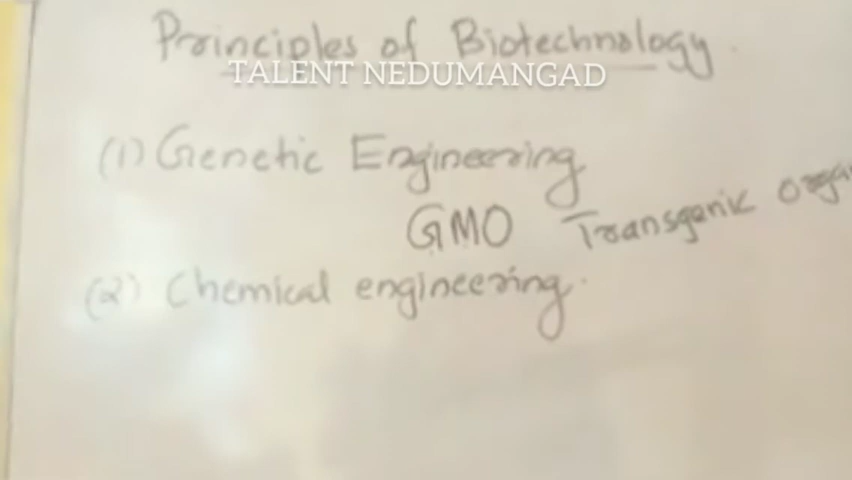 Principles of Biotechnology.
TALENT NEDUMANGAD
(1) Genetic Engineering
GMO Transgenic
(2) Chemical engineering.